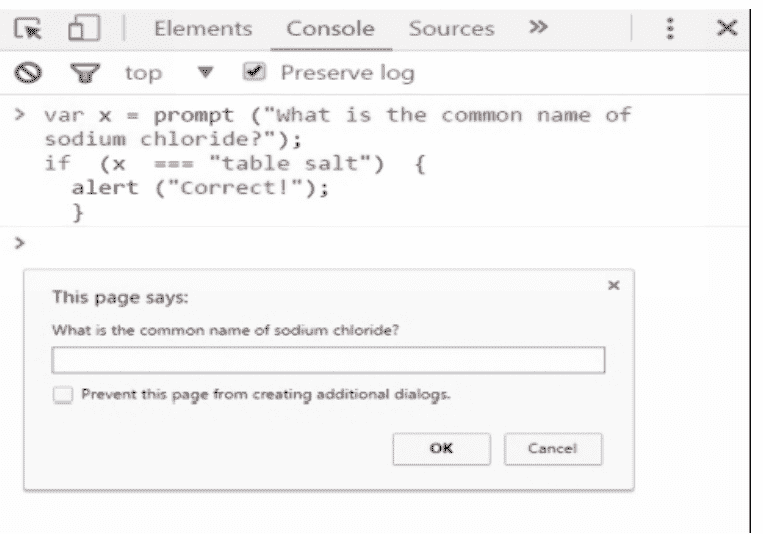 Elements Console Sources »
top ▼ Preserve log
> var x = prompt ("What is the common name of
sodium chloride?");
if (x === "table salt") {
alert ("Correct!");
}
>
This page says:
What is the common name of sodium chloride?
Prevent this page from creating additional dialogs.
OK Cancel